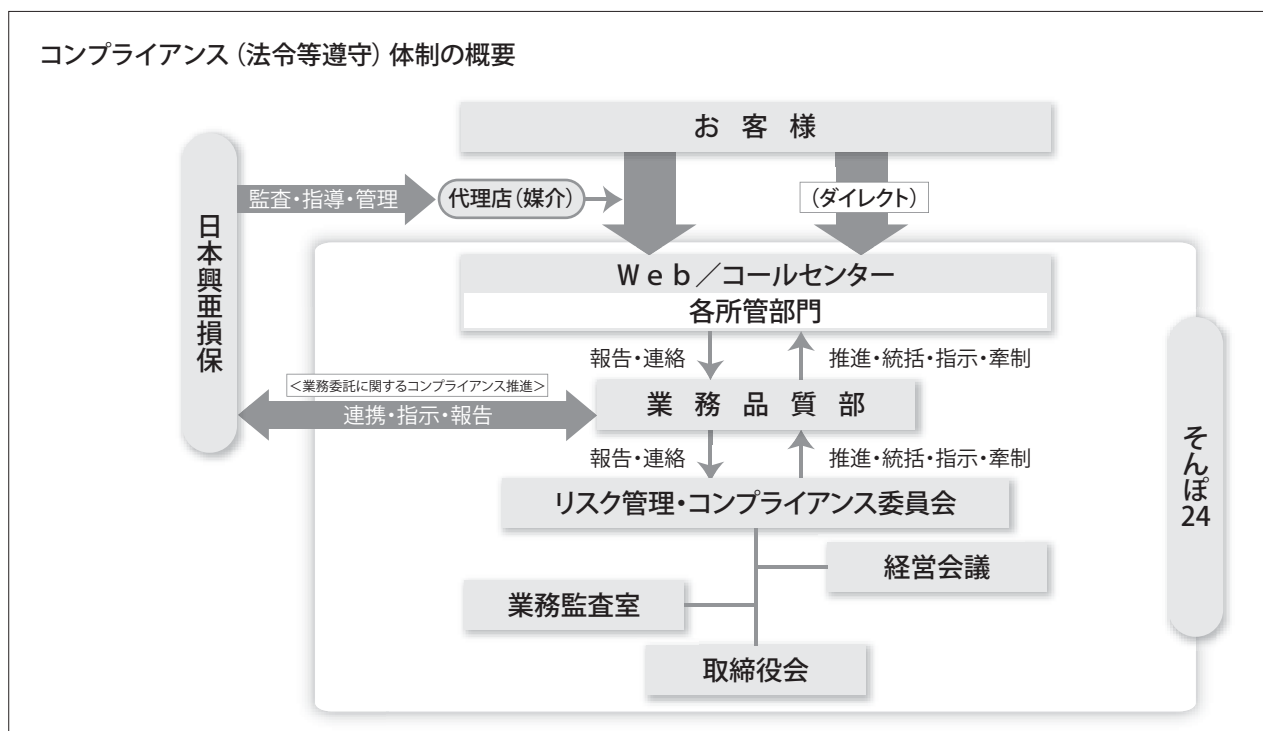 コンプライアンス（法令等遵守）体制の概要
お客様
日本興亜損保
監査・指導・管理
代理店（媒介）
（ダイレクト）
Ｗｅｂ／コールセンター
各所管部門
報告・連絡
推進・統括・指示・牽制
＜業務委託に関するコンプライアンス推進＞
連携・指示・報告
業務品質部
報告・連絡
推進・統括・指示・牽制
リスク管理・コンプライアンス委員会
経営会議
業務監査室
取締役会
そんぽ24